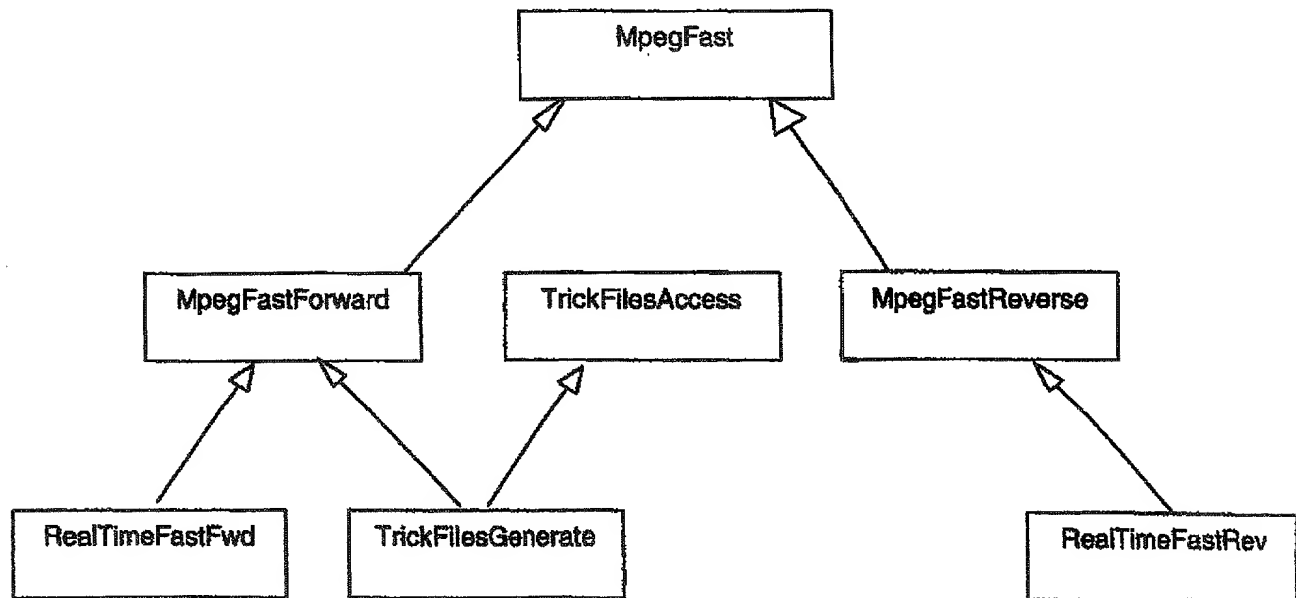 MpegFast
MpegFastForward
TrickFilesAccess
MpegFastReverse
RealTimeFastFwd
TrickFilesGenerate
RealTimeFastRev